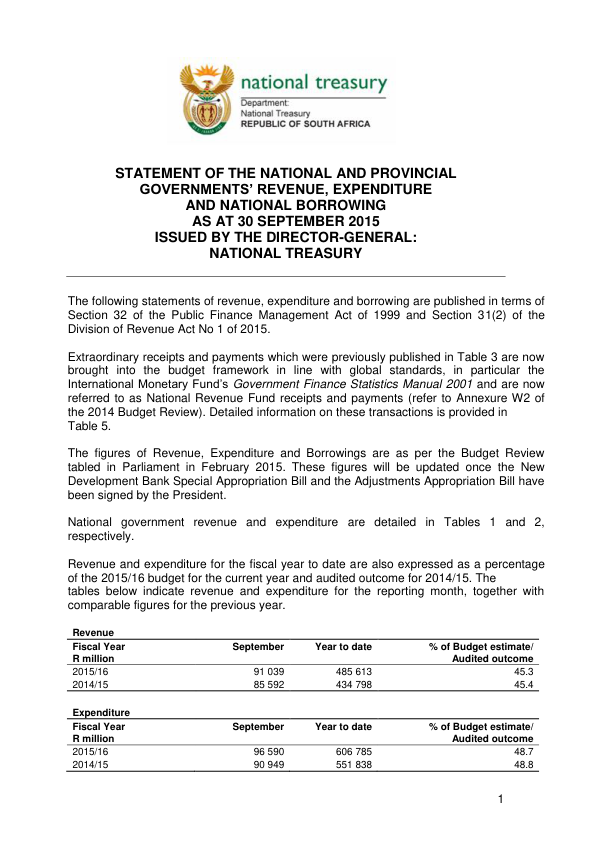 national treasury
Department:
National Treasury
REPUBLIC OF SOUTH AFRICA
STATEMENT OF THE NATIONAL AND PROVINCIAL
GOVERNMENTS' REVENUE, EXPENDITURE
AND NATIONAL BORROWING
AS AT 30 SEPTEMBER 2015
ISSUED BY THE DIRECTOR-GENERAL:
NATIONAL TREASURY
The following statements of revenue, expenditure and borrowing are published in terms of
Section 32 of the Public Finance Management Act of 1999 and Section 31(2) of the
Division of Revenue Act No 1 of 2015.
Extraordinary receipts and payments which were previously published in Table 3 are now
brought into the budget framework in line with global standards, in particular the
International Monetary Fund's Government Finance Statistics Manual 2001 and are now
referred to as National Revenue Fund receipts and payments (refer to Annexure W2 of
the 2014 Budget Review). Detailed information on these transactions is provided in
Table 5.
The figures of Revenue, Expenditure and Borrowings are as per the Budget Review
tabled in Parliament in February 2015. These figures will be updated once the New
Development Bank Special Appropriation Bill and the Adjustments Appropriation Bill have
been signed by the President.
National government revenue and expenditure are detailed in Tables 1 and 2,
respectively.
Revenue and expenditure for the fiscal year to date are also expressed as a percentage
of the 2015/16 budget for the current year and audited outcome for 2014/15. The
tables below indicate revenue and expenditure for the reporting month, together with
comparable figures for the previous year.
Revenue
Fiscal Year September Year to date % of Budget estimate/
R million Audited outcome
2015/16 91 039 485 613 45.3
2014/15 85 592 434 798 45.4
Expenditure
Fiscal Year September Year to date % of Budget estimate/
R million Audited outcome
2015/16 96 590 606 785 48.7
2014/15 90 949 551 838 48.8
1